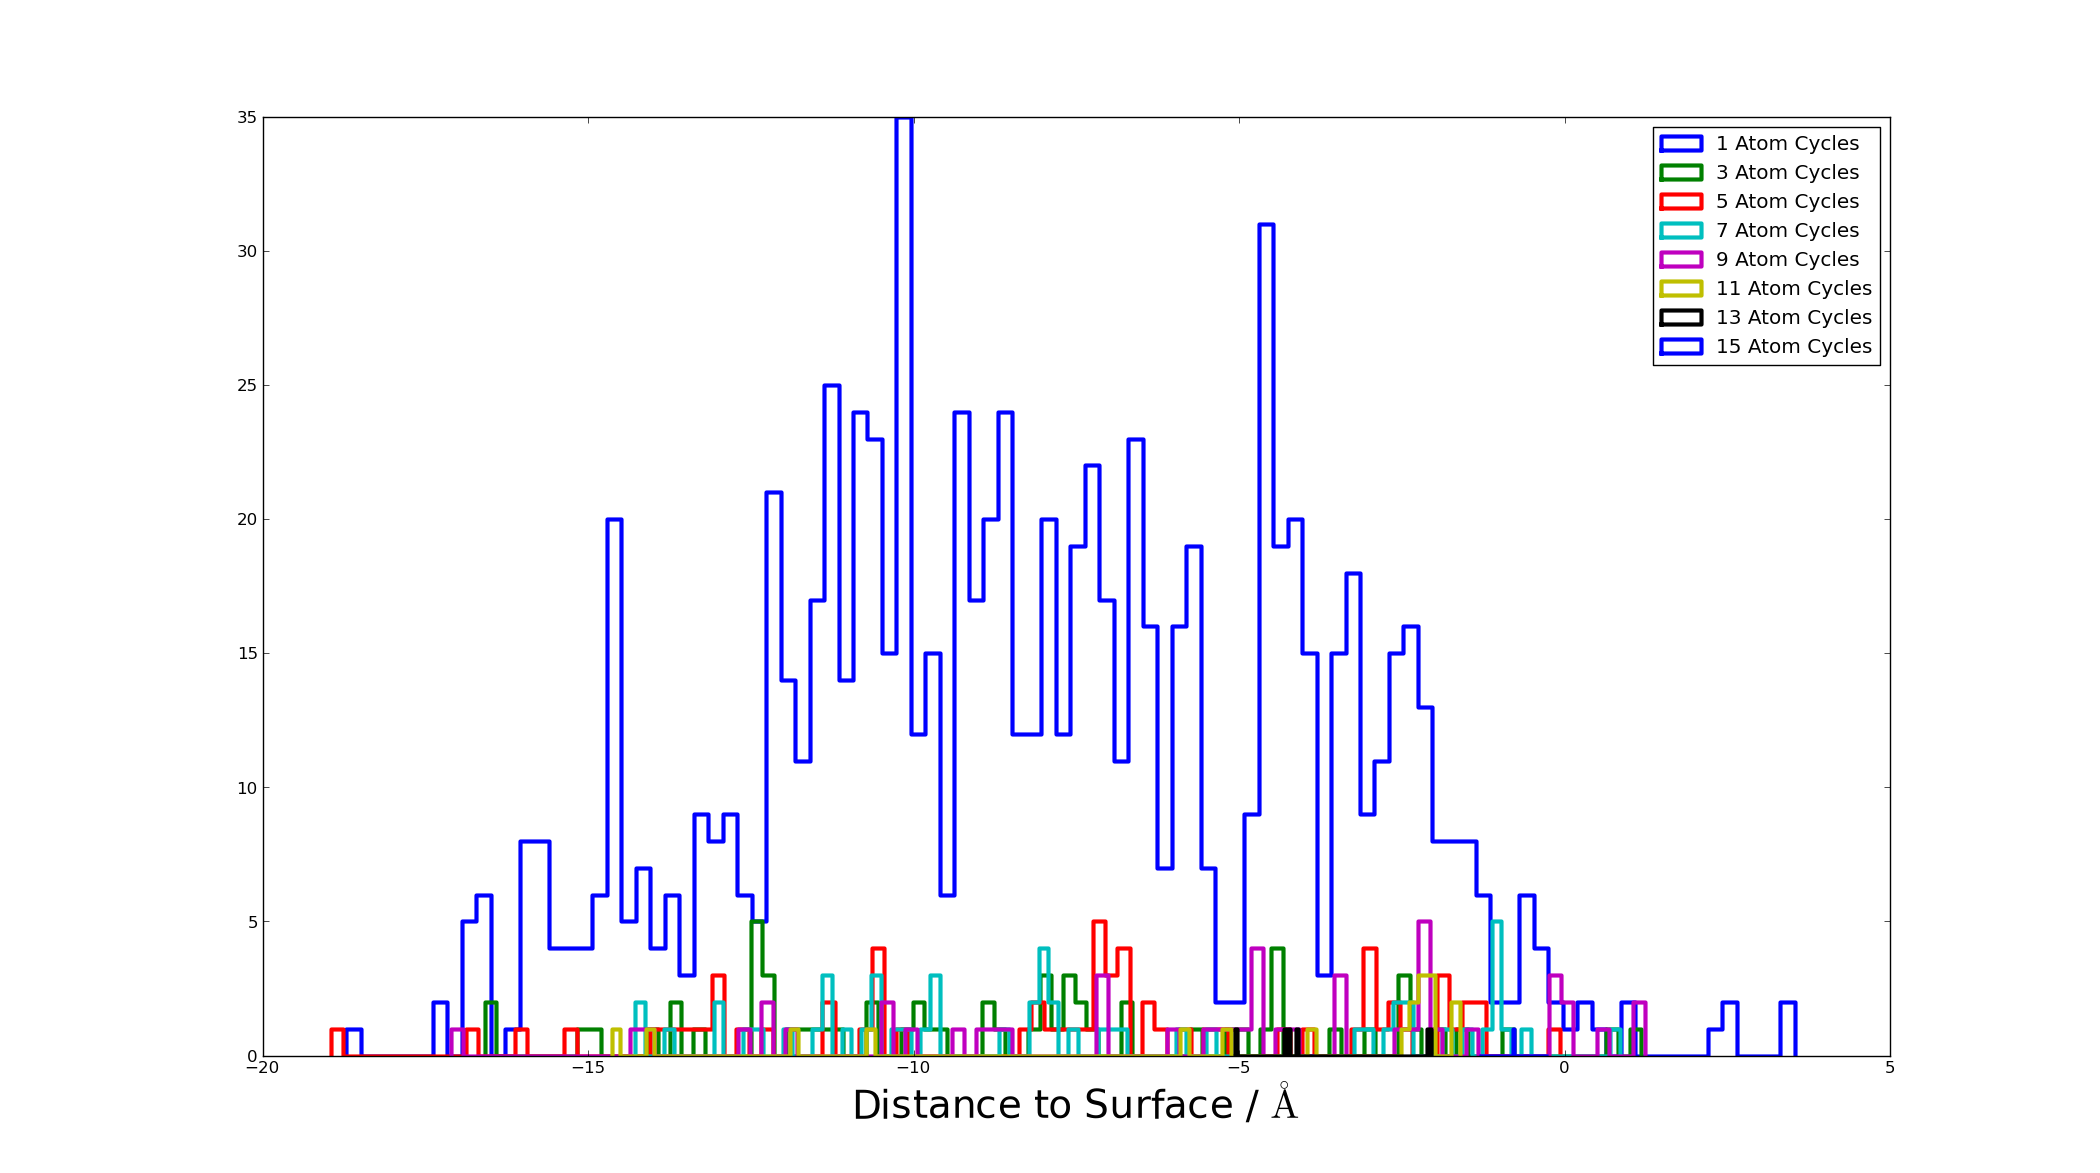 35
30
25
20
15
10
5
0
−20 −15 −10 −5 0 5
Distance to Surface / Å
1 Atom Cycles
3 Atom Cycles
5 Atom Cycles
7 Atom Cycles
9 Atom Cycles
11 Atom Cycles
13 Atom Cycles
15 Atom Cycles